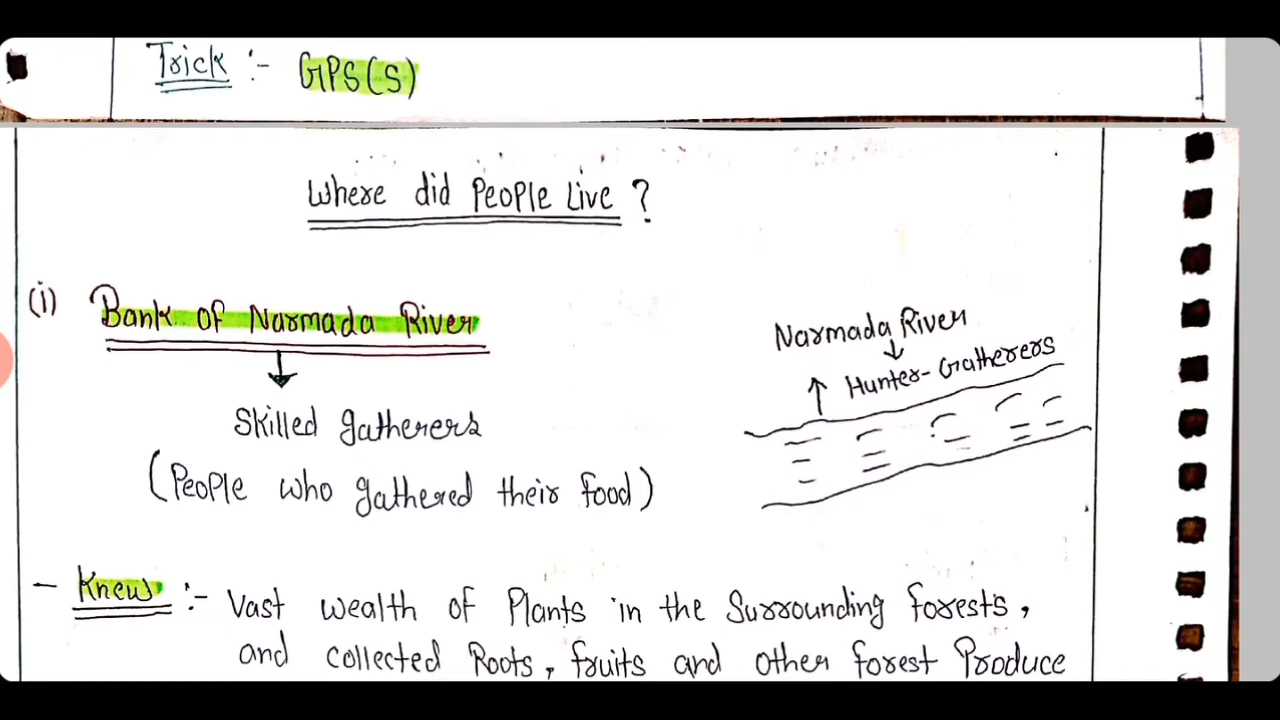 Trick :- GPS(S)
Where did People Live ?
(i) Bank of Narmada River
Skilled gatherers
(People who gathered their food)
Narmada River
Hunter-Gatherers
- Knew :- Vast wealth of Plants in the Surrounding forests,
and collected Roots, fruits and other forest Produce